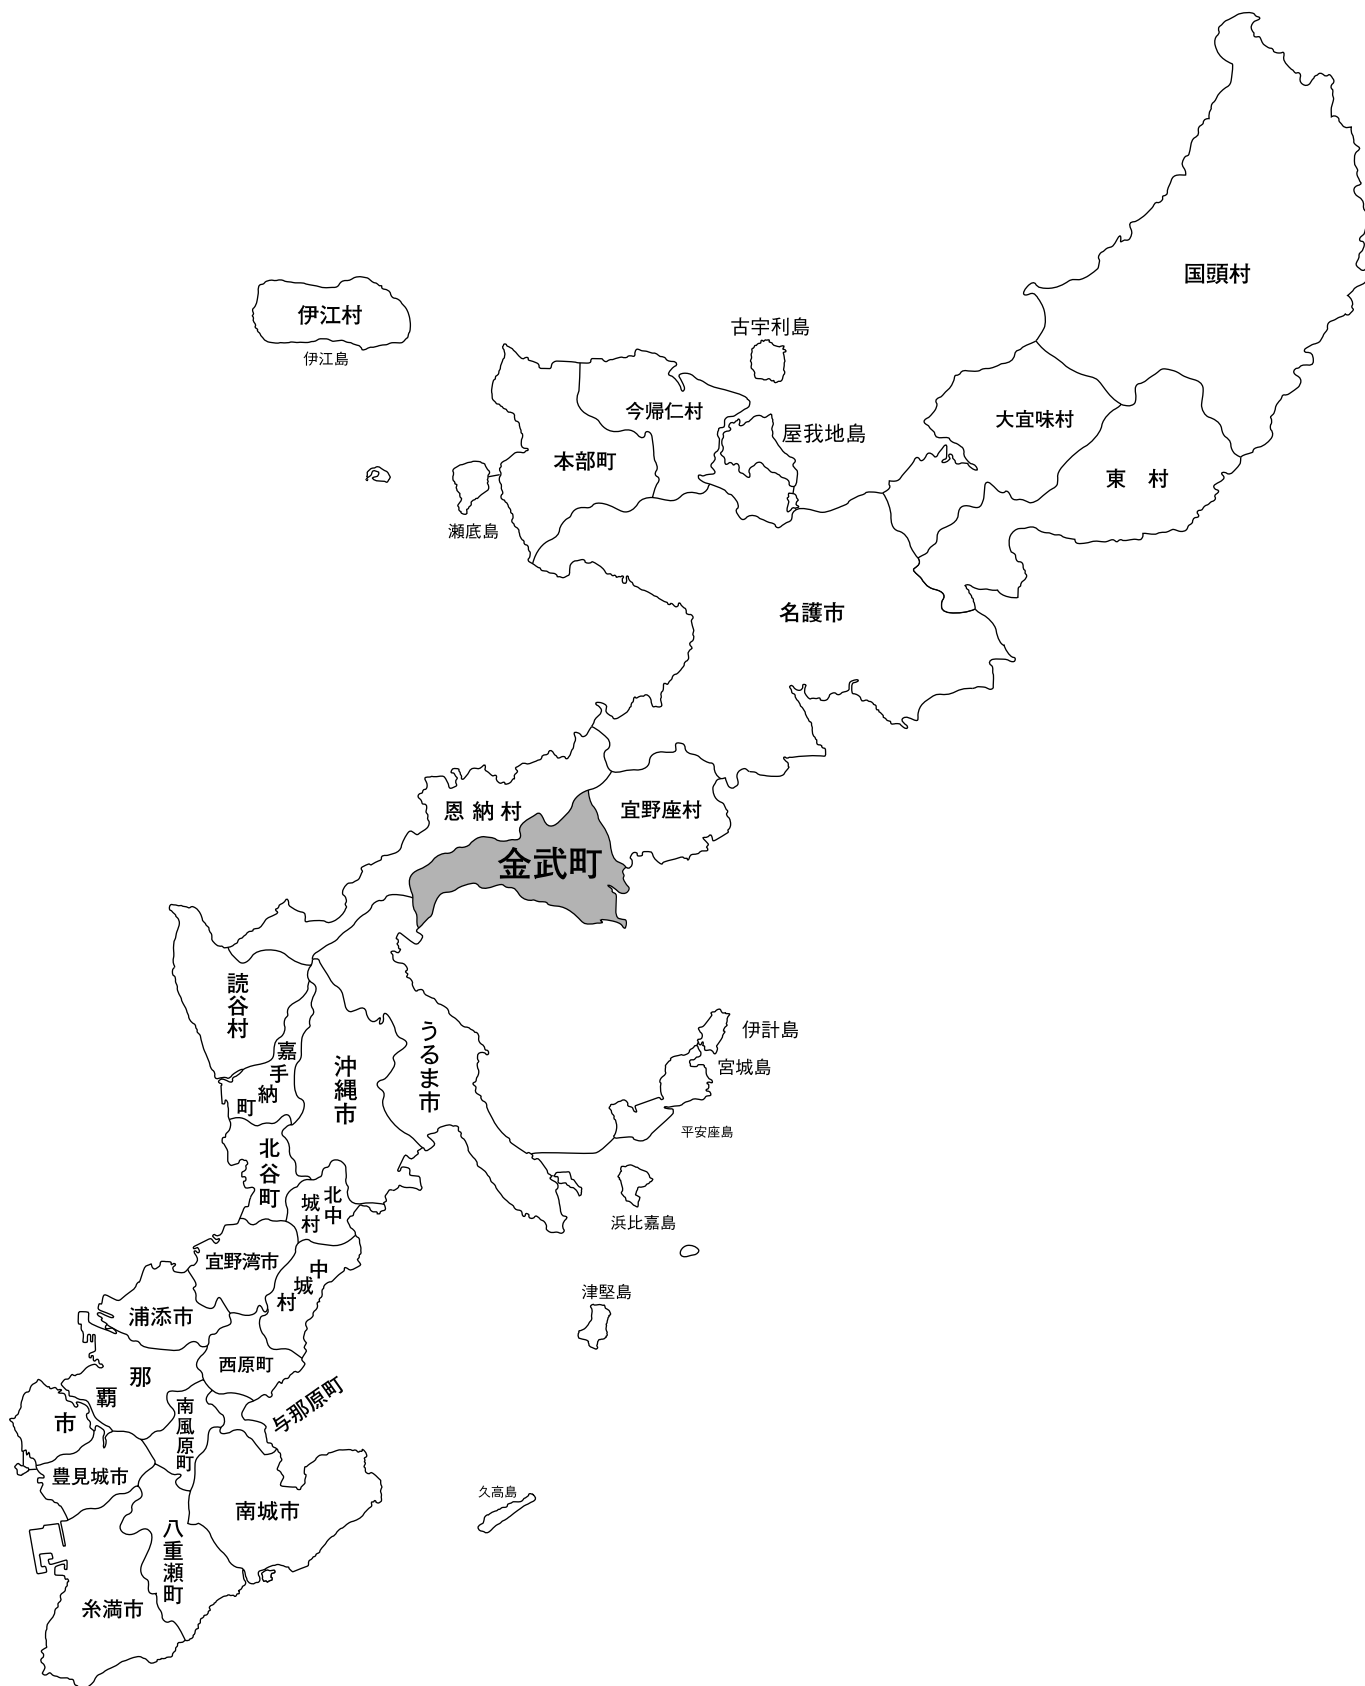 国頭村
伊江村
伊江島
古宇利島
今帰仁村
大宜味村
屋我地島
本部町
東 村
瀬底島
名護市
恩納村
宜野座村
金武町
読谷村
伊計島
うるま市
嘉手納町
宮城島
沖縄市
平安座島
北谷町
北中城村
浜比嘉島
宜野湾市
中城村
津堅島
浦添市
西原町
那覇市
与那原町
南風原町
豊見城市
久高島
南城市
八重瀬町
糸満市